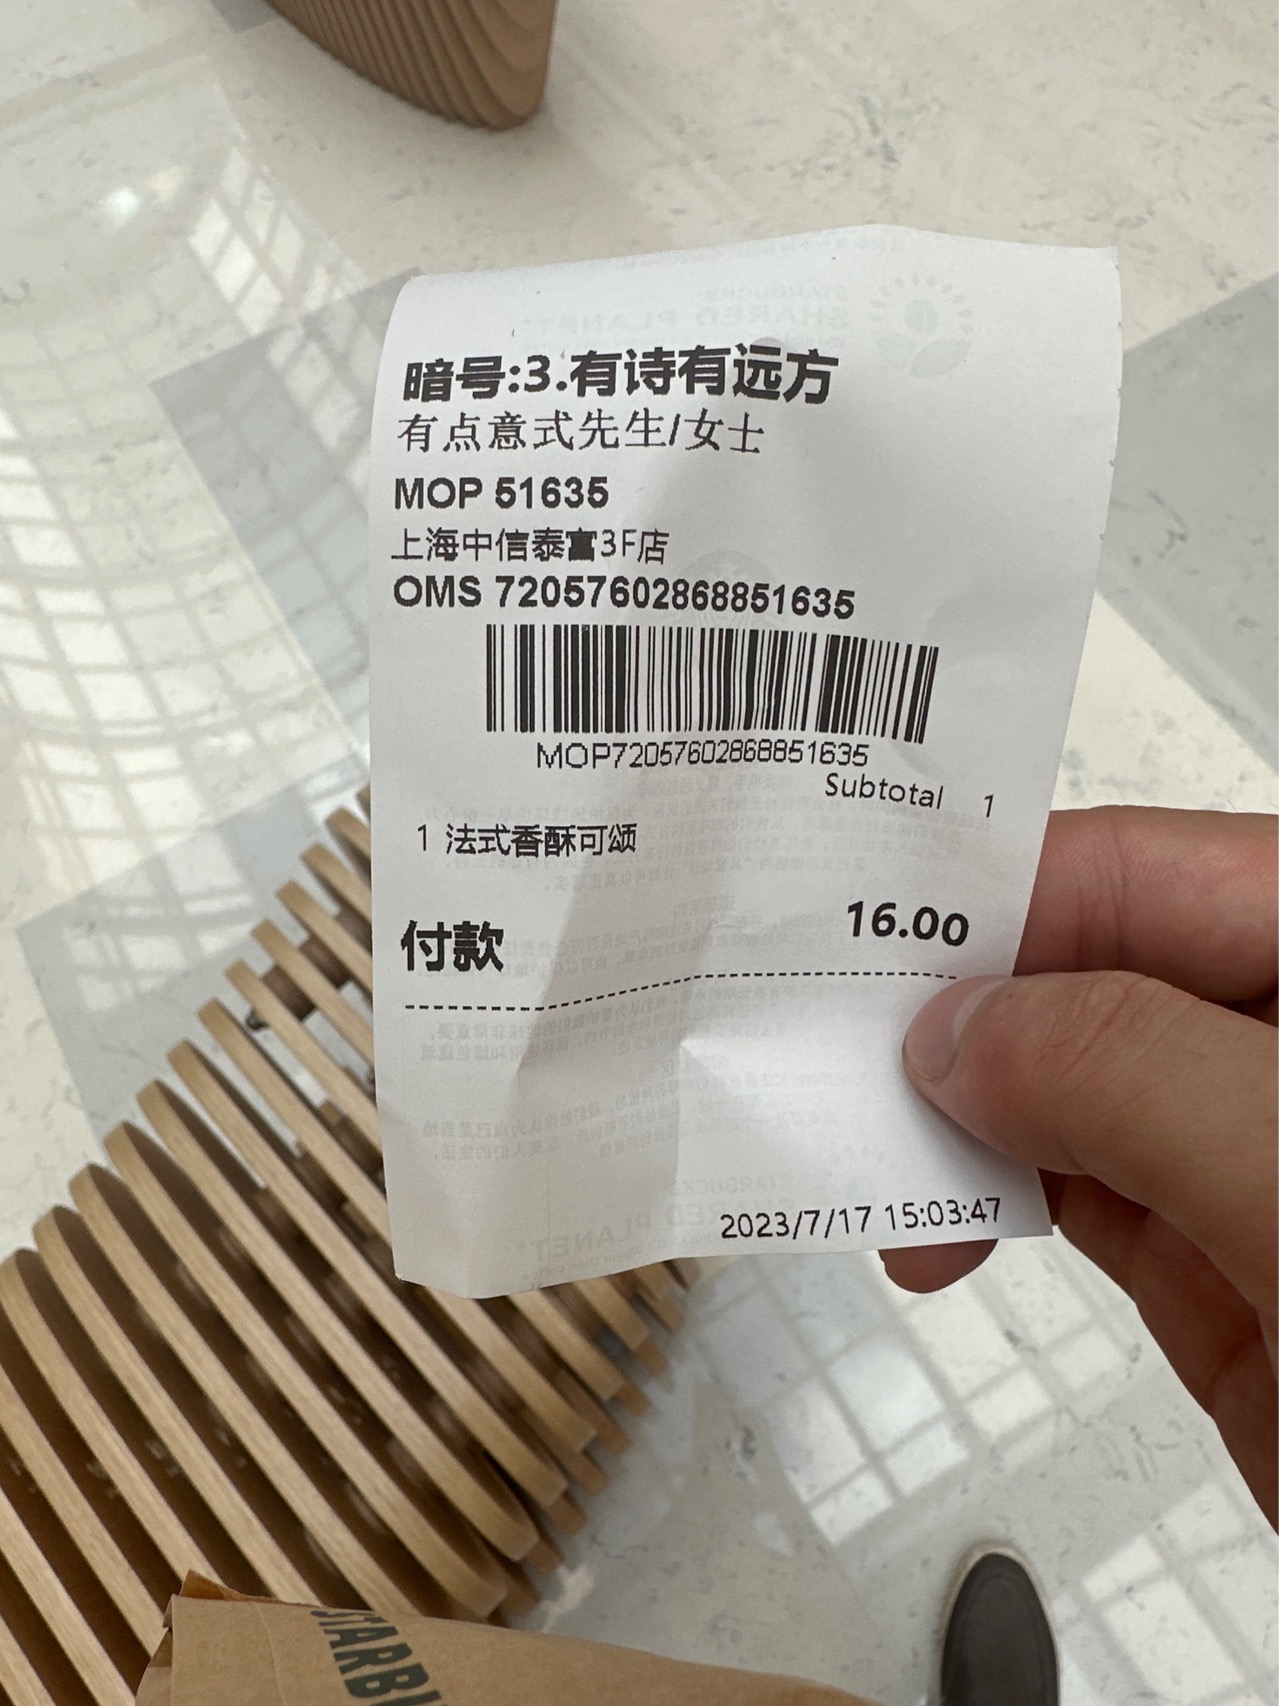 暗号:3.有诗有远方
有点意式先生/女士
MOP 51635
上海中信泰富3F店
OMS 72057602868851635
MOP72057602868851635
Subtotal 1
1 法式香酥可颂
付款 16.00
2023/7/17 15:03:47
STARBU